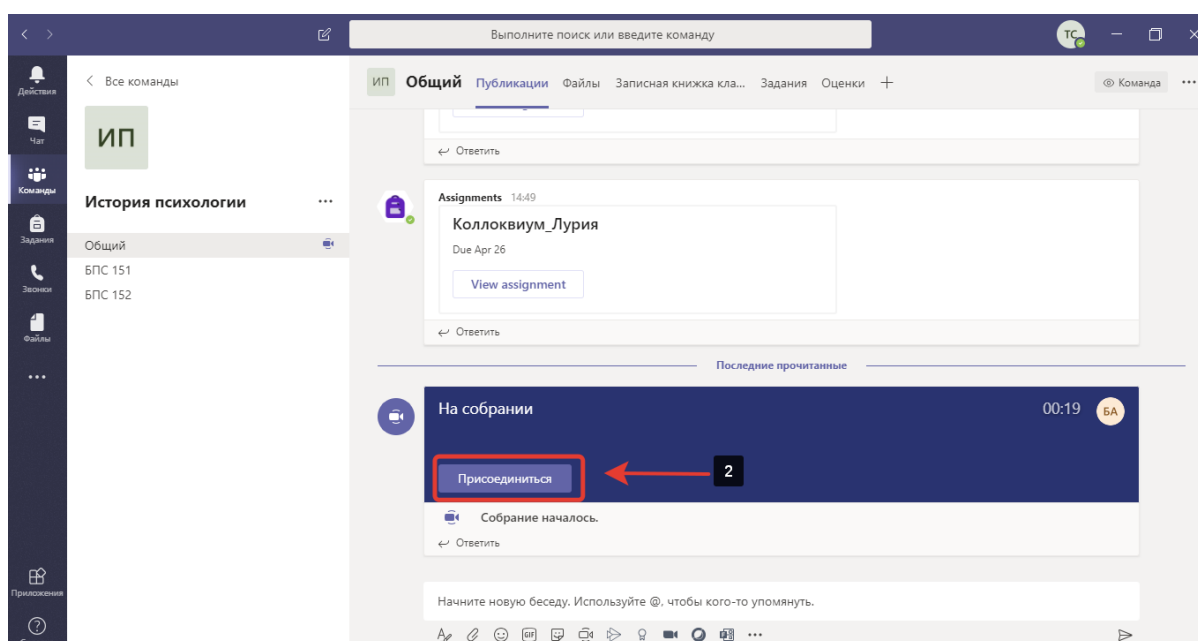 Выполните поиск или введите команду
ТС
Действия
Чат
Команды
Задания
Звонки
Файлы
Приложения
Все команды
ИП
История психологии
Общий
БПС 151
БПС 152
ИП Общий Публикации Файлы Записная книжка кла... Задания Оценки
Команда
Ответить
Assignments 14:49
Коллоквиум_Лурия
Due Apr 26
View assignment
Ответить
Последние прочитанные
На собрании 00:19 БА
Присоединиться 2
Собрание началось.
Ответить
Начните новую беседу. Используйте @, чтобы кого-то упомянуть.
GIF